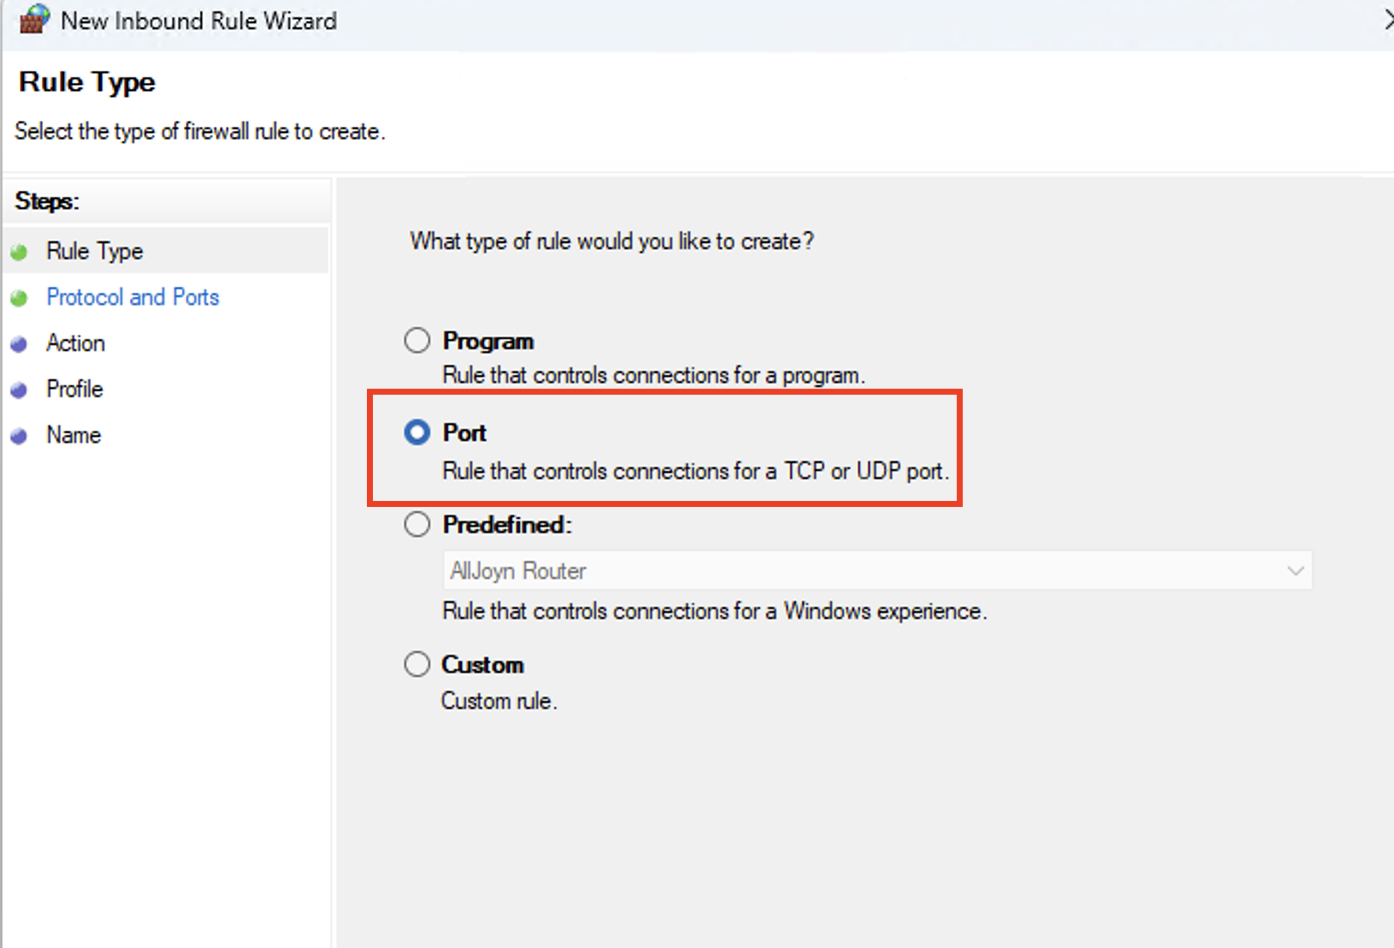 New Inbound Rule Wizard
Rule Type
Select the type of firewall rule to create.
Steps:
Rule Type
Protocol and Ports
Action
Profile
Name
What type of rule would you like to create?
Program
Rule that controls connections for a program.
Port
Rule that controls connections for a TCP or UDP port.
Predefined:
AllJoyn Router
Rule that controls connections for a Windows experience.
Custom
Custom rule.